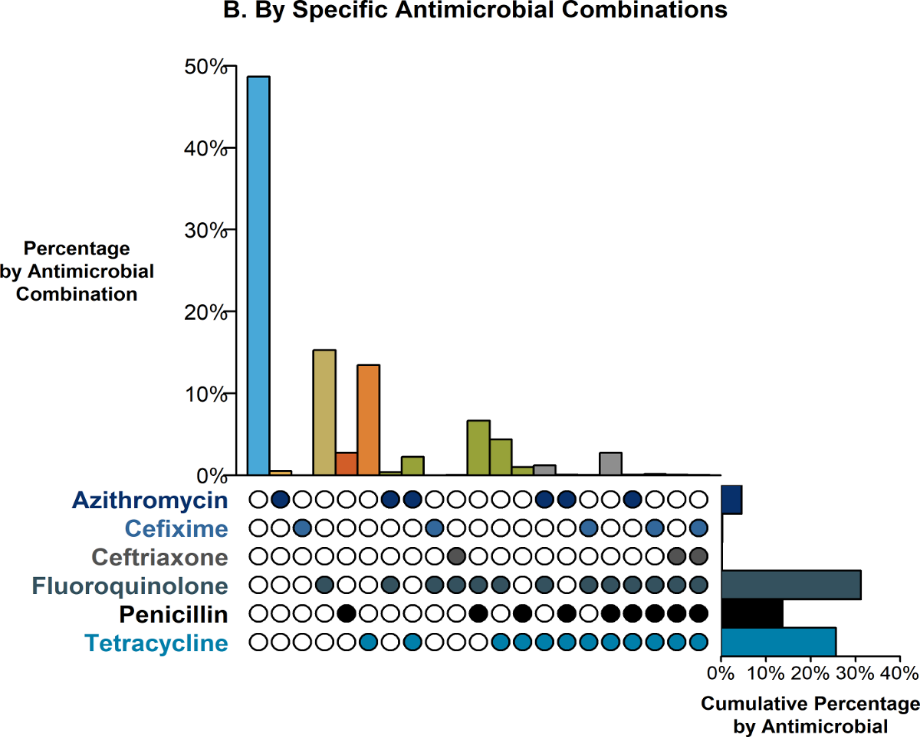 B. By Specific Antimicrobial Combinations
50%
40%
30%
20%
10%
0%
Percentage
by Antimicrobial
Combination
Azithromycin
Cefixime
Ceftriaxone
Fluoroquinolone
Penicillin
Tetracycline
0% 10% 20% 30% 40%
Cumulative Percentage
by Antimicrobial